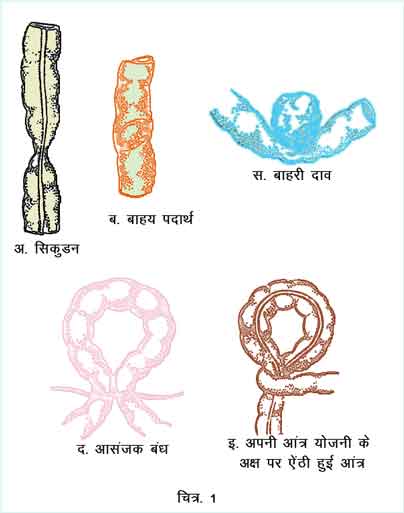 स. बाहरी दाव
ब. बाहय पदार्थ
अ. सिकुडन
द. आसंजक बंध
इ. अपनी आंत्र योजनी के
अक्ष पर ऐंठी हुई आंत्र
चित्र. 1